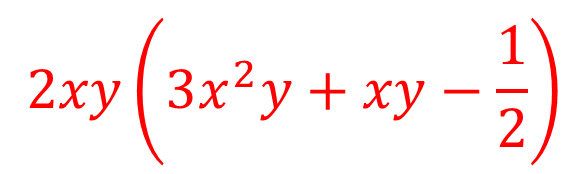 2xy(3x²y + xy − 1/2)